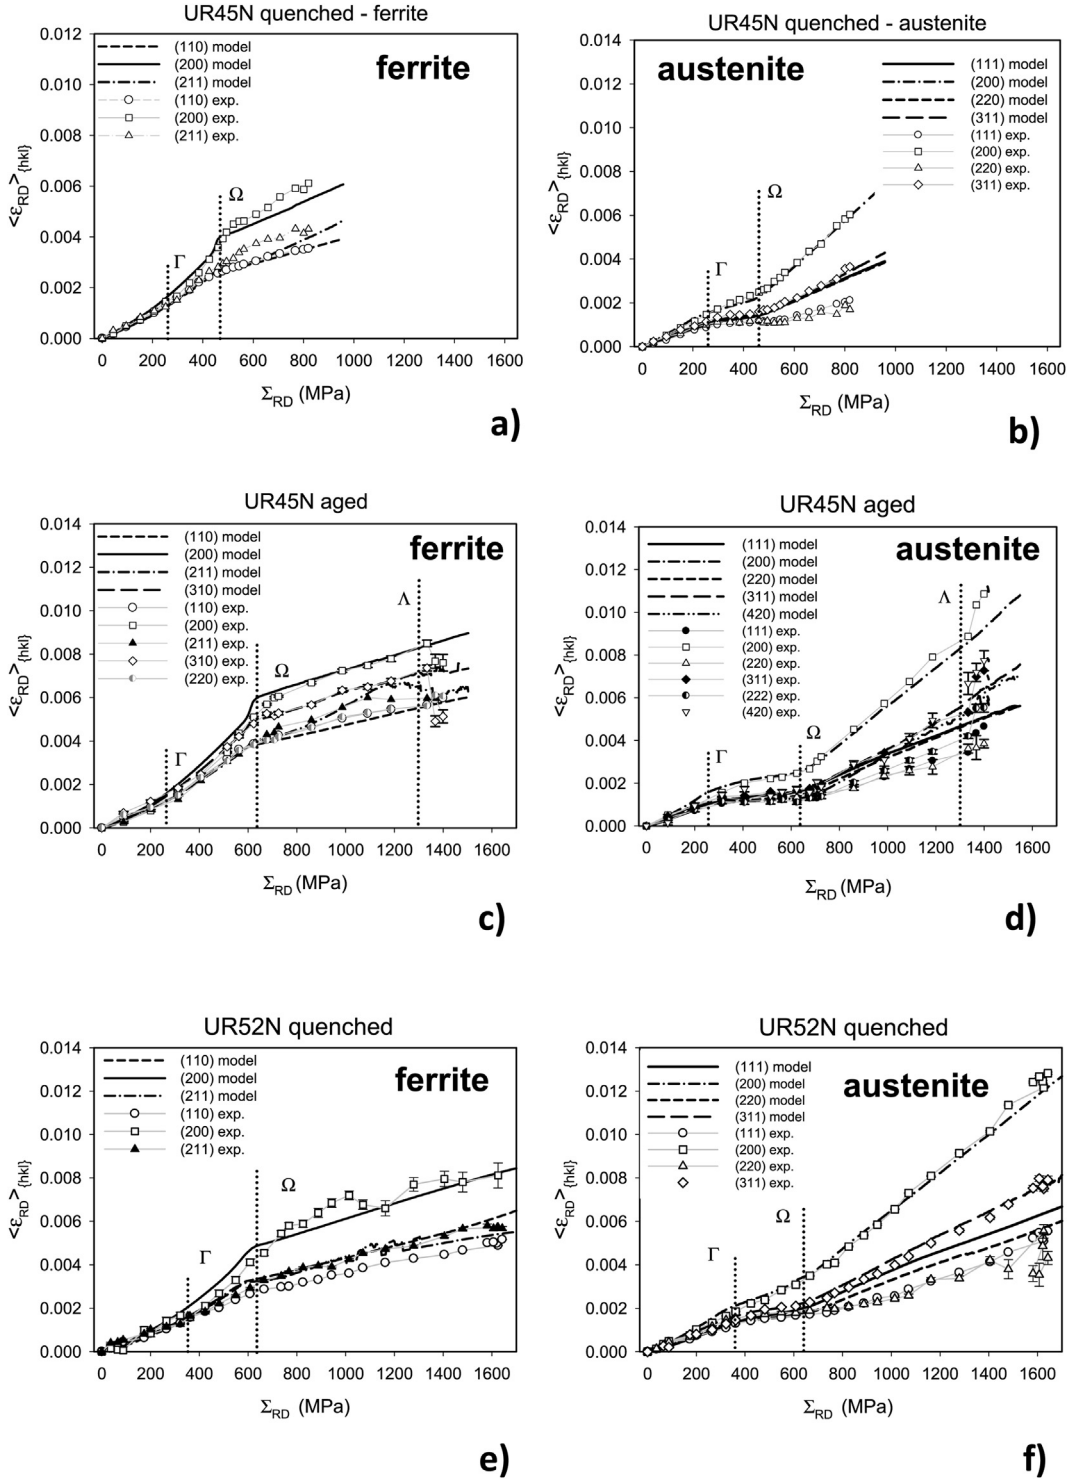 UR45N quenched - ferrite
0.012
0.010
0.008
0.006
0.004
0.002
0.000
<εRD>{hkl}
(110) model
(200) model
(211) model
(110) exp.
(200) exp.
(211) exp.
ferrite
Γ
Ω
0 200 400 600 800 1000 1200 1400 1600
ΣRD (MPa)
a)
UR45N quenched - austenite
0.014
0.012
0.010
0.008
0.006
0.004
0.002
0.000
<εRD>{hkl}
austenite
(111) model
(200) model
(220) model
(311) model
(111) exp.
(200) exp.
(220) exp.
(311) exp.
Γ
Ω
0 200 400 600 800 1000 1200 1400 1600
ΣRD (MPa)
b)
UR45N aged
0.014
0.012
0.010
0.008
0.006
0.004
0.002
0.000
<εRD>{hkl}
(110) model
(200) model
(211) model
(310) model
(110) exp.
(200) exp.
(211) exp.
(310) exp.
(220) exp.
ferrite
Γ
Ω
Λ
0 200 400 600 800 1000 1200 1400 1600
ΣRD (MPa)
c)
UR45N aged
0.014
0.012
0.010
0.008
0.006
0.004
0.002
0.000
<εRD>{hkl}
(111) model
(200) model
(220) model
(311) model
(420) model
(111) exp.
(200) exp.
(220) exp.
(311) exp.
(222) exp.
(420) exp.
austenite
Γ
Ω
Λ
0 200 400 600 800 1000 1200 1400 1600
ΣRD (MPa)
d)
UR52N quenched
0.014
0.012
0.010
0.008
0.006
0.004
0.002
0.000
<εRD>{hkl}
(110) model
(200) model
(211) model
(110) exp.
(200) exp.
(211) exp.
ferrite
Γ
Ω
0 200 400 600 800 1000 1200 1400 1600
ΣRD (MPa)
e)
UR52N quenched
0.014
0.012
0.010
0.008
0.006
0.004
0.002
0.000
<εRD>{hkl}
(111) model
(200) model
(220) model
(311) model
(111) exp.
(200) exp.
(220) exp.
(311) exp.
austenite
Γ
Ω
0 200 400 600 800 1000 1200 1400 1600
ΣRD (MPa)
f)